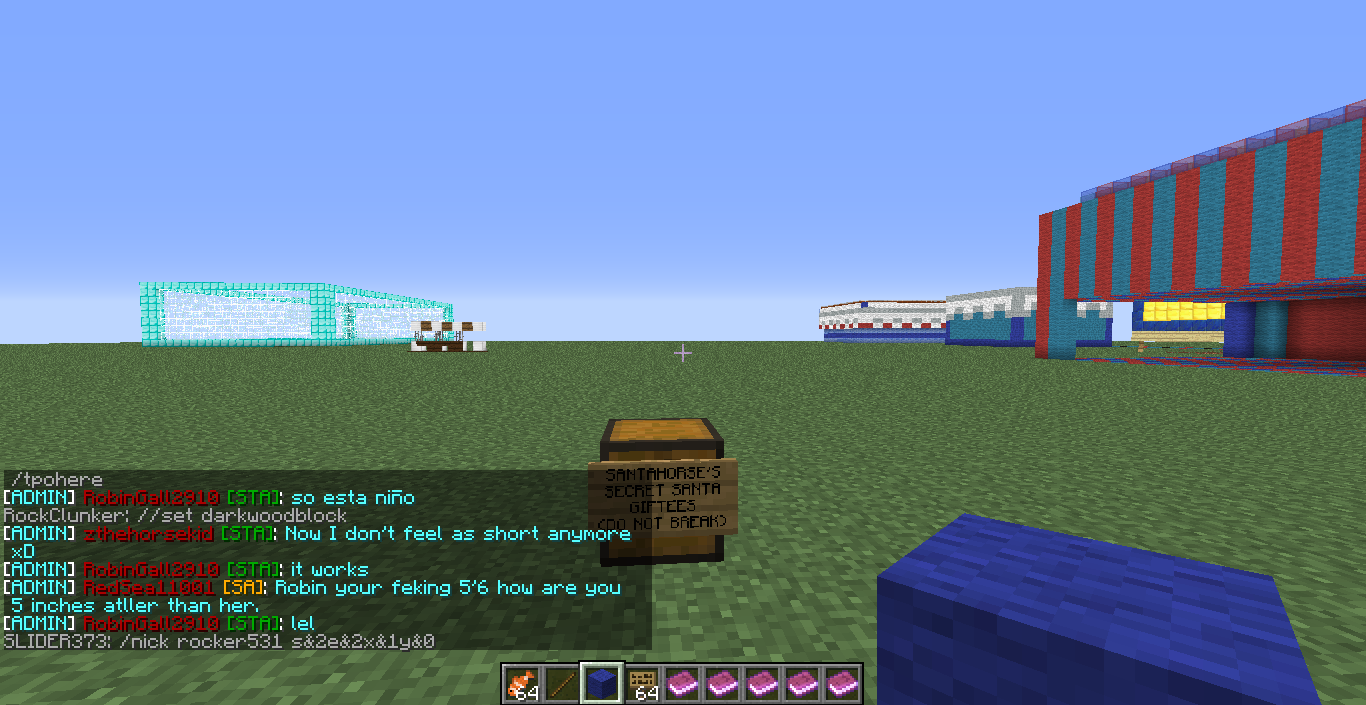 SANTAHORSE'S
SECRET SANTA
GIFTEES
(DO NOT BREAK)
/tpohere
[ADMIN] RobinGall2910 [STA]: so esta niño
RockClunker: //set darkwoodblock
[ADMIN] zthehorsekid [STA]: Now I don't feel as short anymore
xD
[ADMIN] RobinGall2910 [STA]: it works
[ADMIN] RedSea11001 [SA]: Robin your feking 5'6 how are you
5 inches atller than her.
[ADMIN] RobinGall2910 [STA]: lel
SLIDER373: /nick rocker531 s&2e&2x&1y&0
64
64